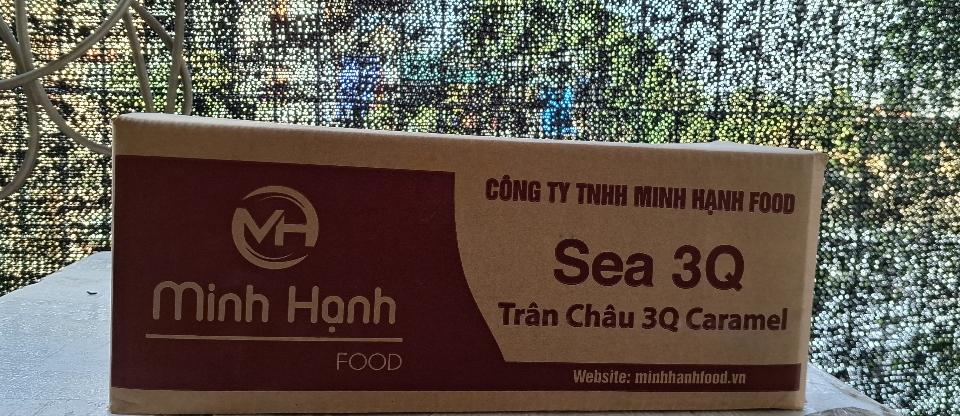 MH
Minh Hạnh
FOOD
CÔNG TY TNHH MINH HẠNH FOOD
Sea 3Q
Trân Châu 3Q Caramel
Website: minhhanhfood.vn